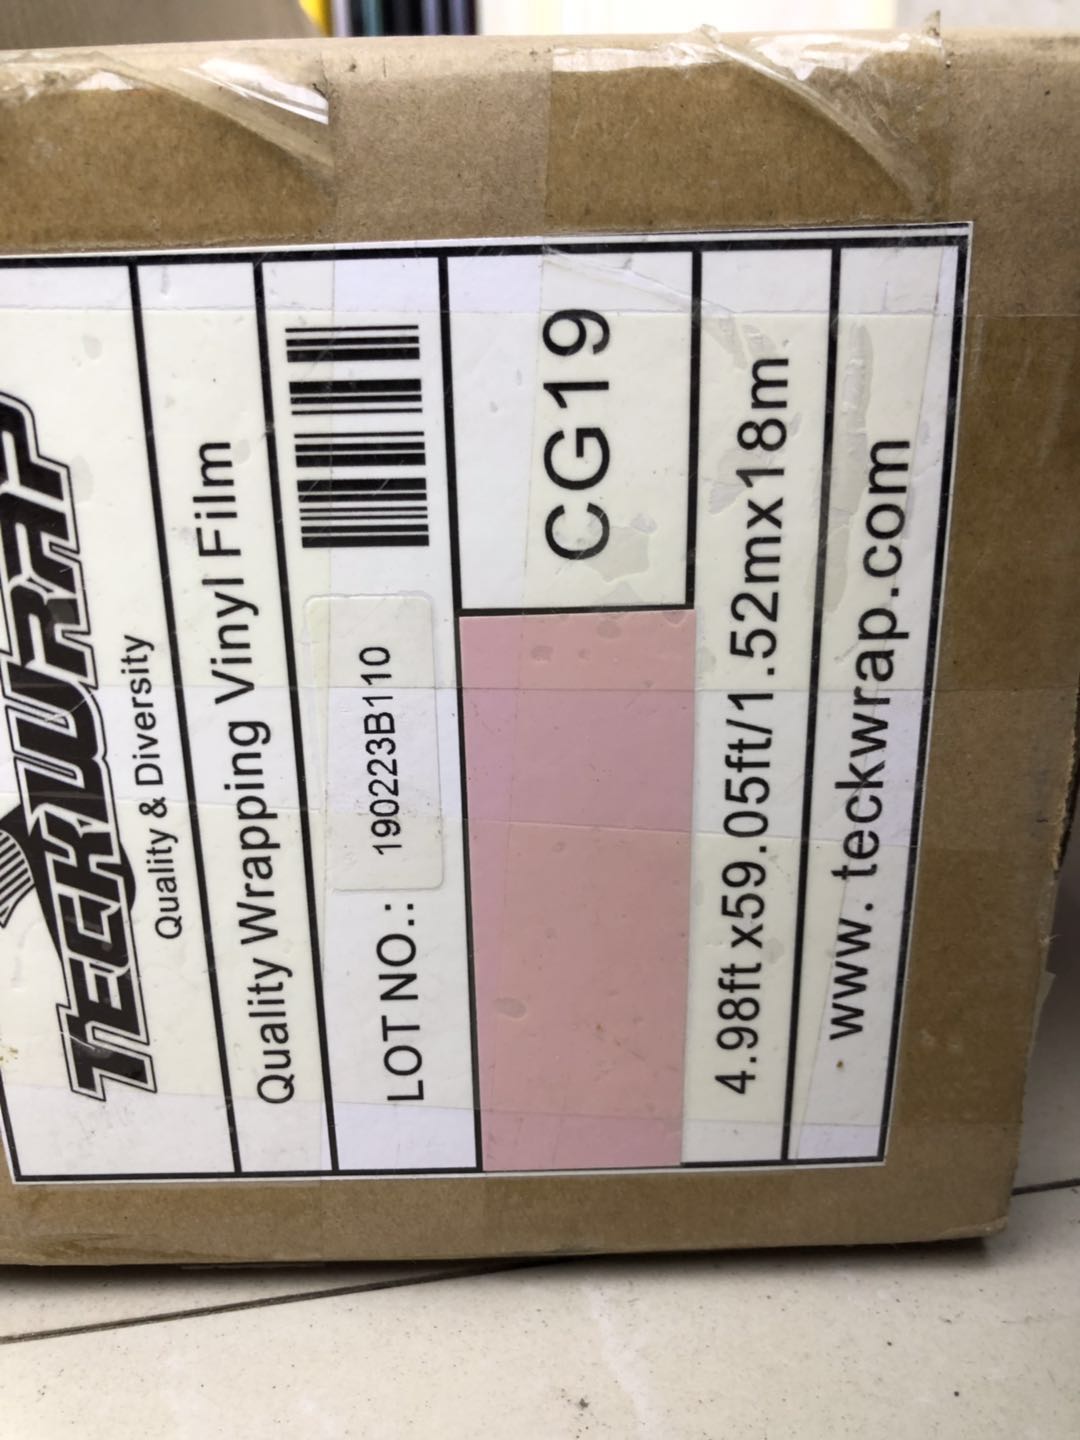 TECKWRAP
Quality & Diversity
Quality Wrapping Vinyl Film
LOT NO.: 190223B110
CG19
4.98ft x59.05ft/1.52mx18m
www.teckwrap.com